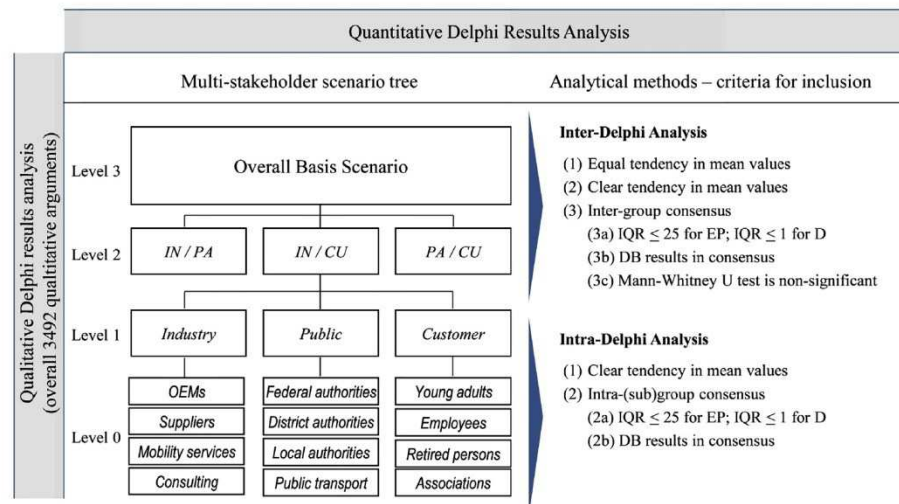 Quantitative Delphi Results Analysis
Qualitative Delphi results analysis
(overall 3492 qualtitative arguments)
Multi-stakeholder scenario tree
Analytical methods – criteria for inclusion
Level 3
Overall Basis Scenario
Level 2
IN / PA
IN / CU
PA / CU
Level 1
Industry
Public
Customer
Level 0
OEMs
Federal authorities
Young adults
Suppliers
District authorities
Employees
Mobility services
Local authorities
Retired persons
Consulting
Public transport
Associations
Inter-Delphi Analysis
(1) Equal tendency in mean values
(2) Clear tendency in mean values
(3) Inter-group consensus
(3a) IQR ≤ 25 for EP; IQR ≤ 1 for D
(3b) DB results in consensus
(3c) Mann-Whitney U test is non-significant
Intra-Delphi Analysis
(1) Clear tendency in mean values
(2) Intra-(sub)group consensus
(2a) IQR ≤ 25 for EP; IQR ≤ 1 for D
(2b) DB results in consensus